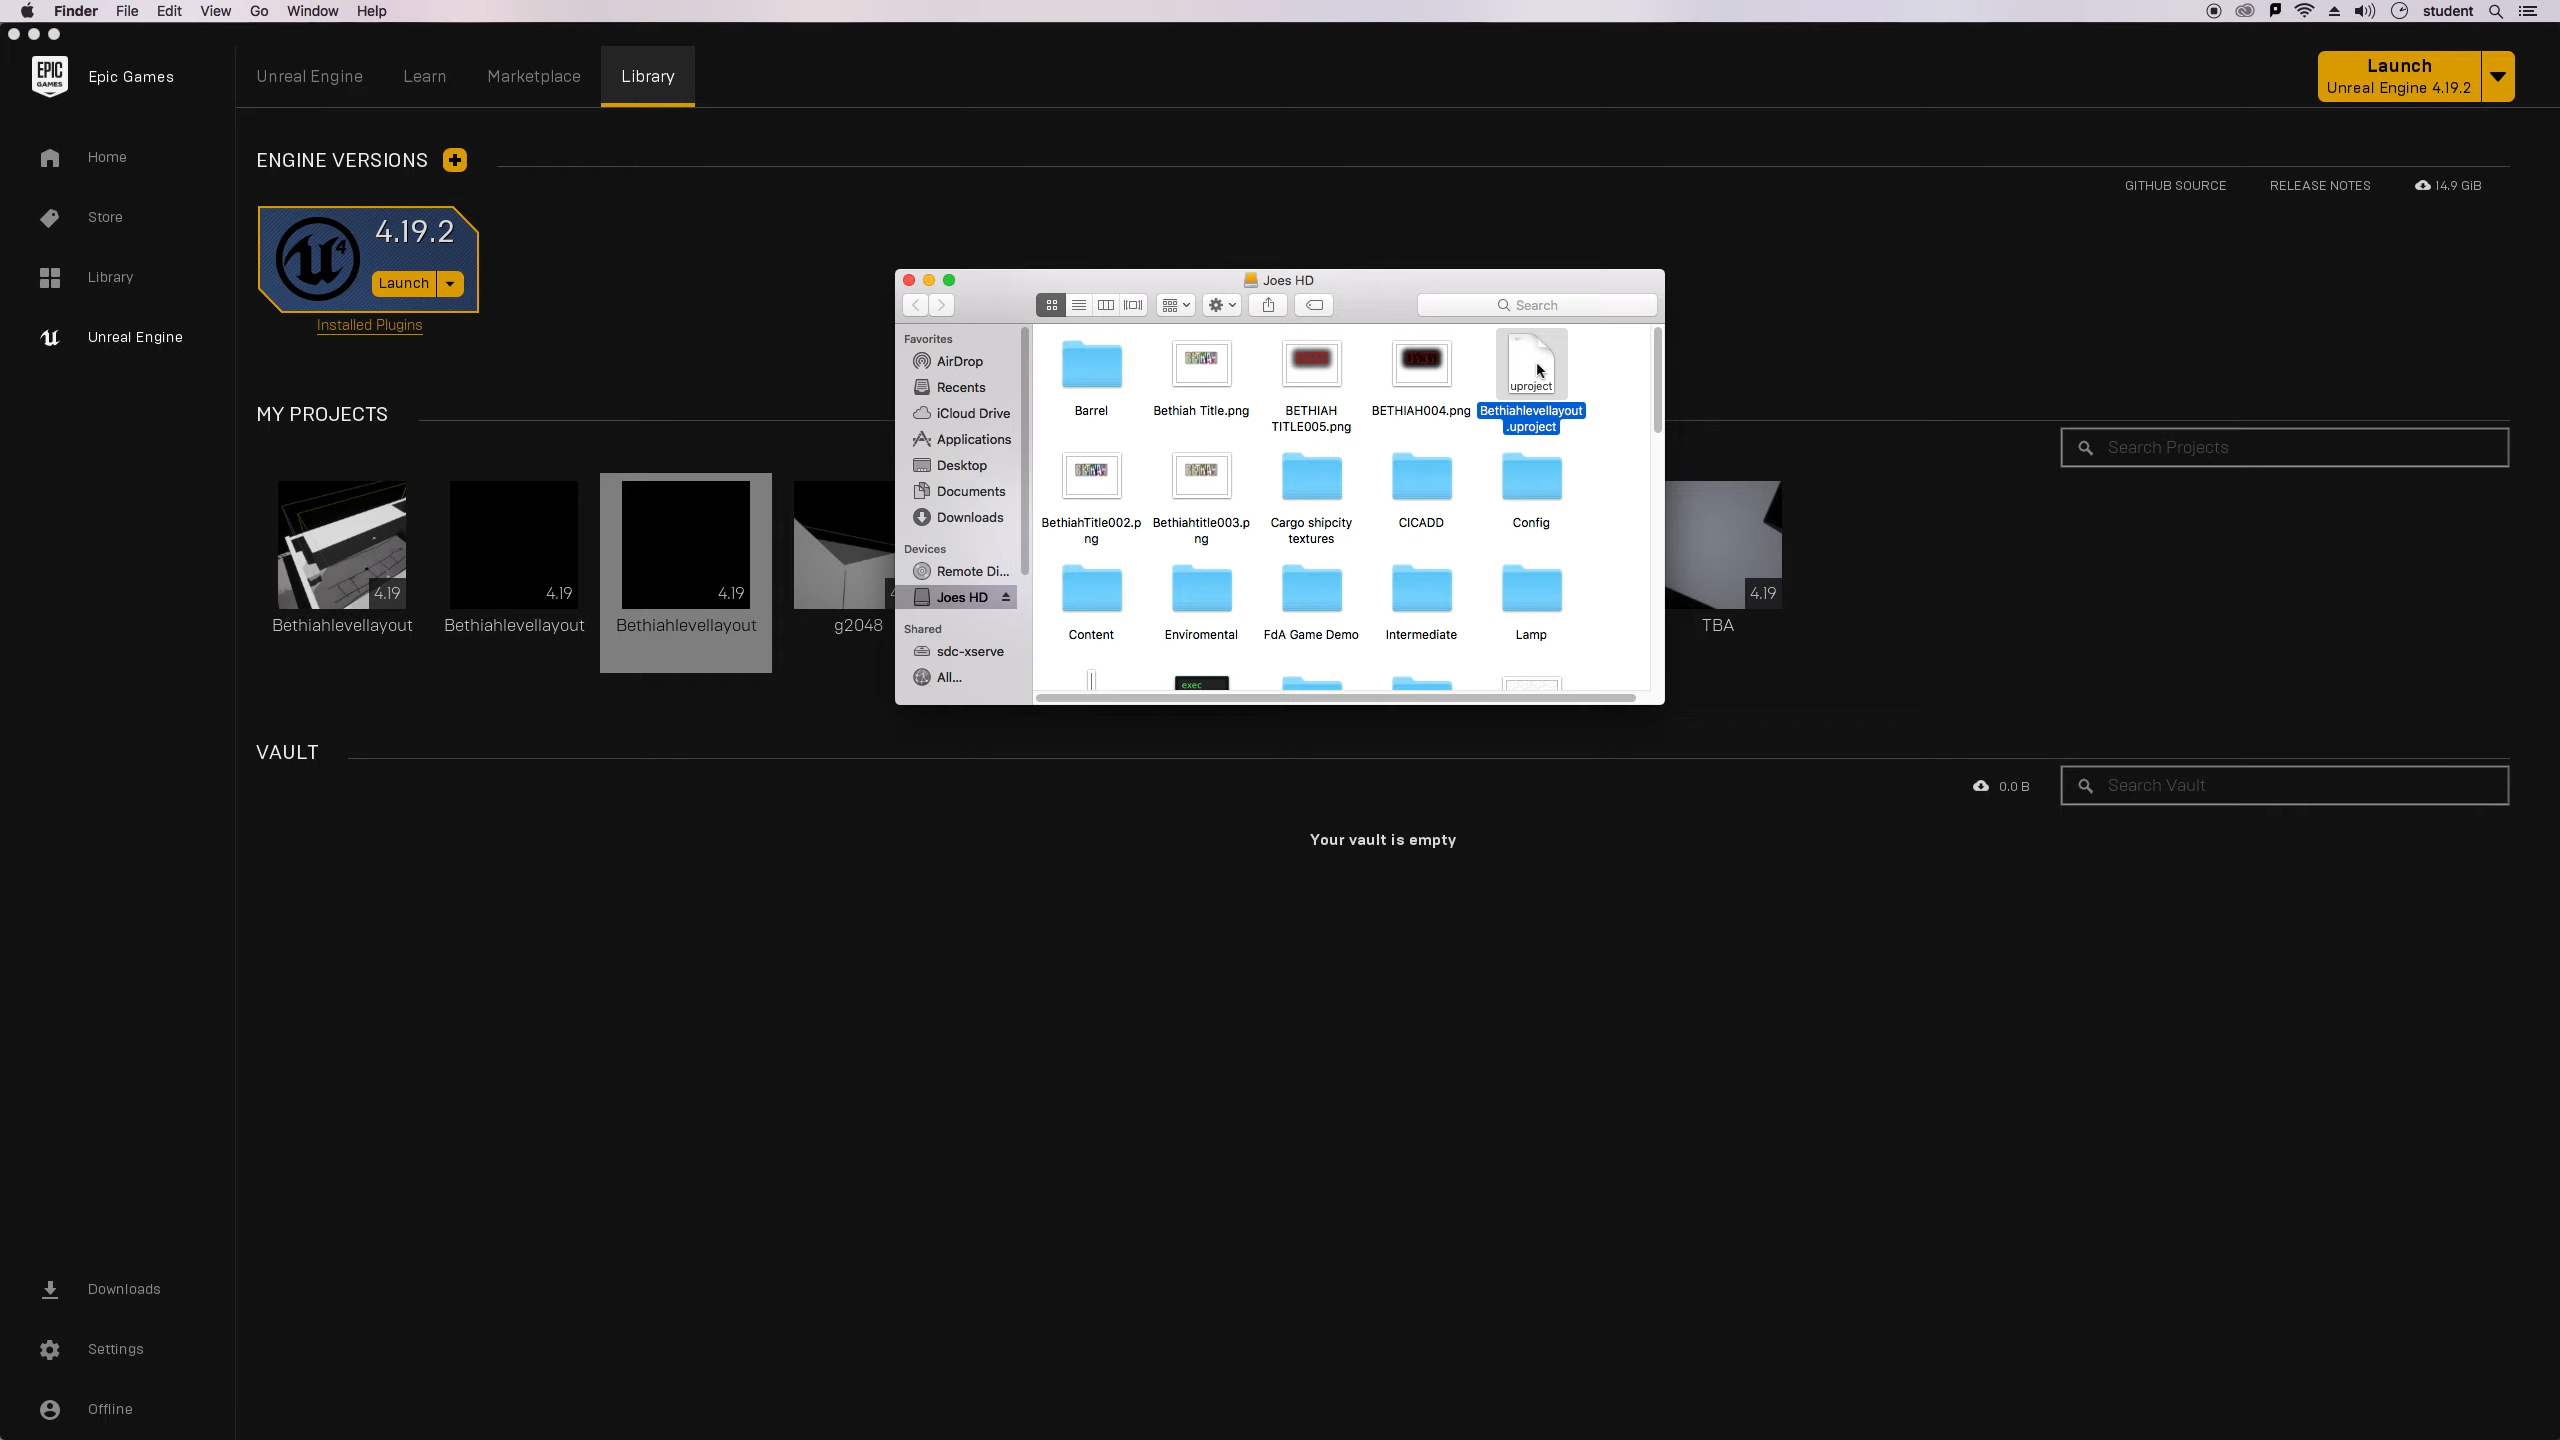 Finder File Edit View Go Window Help
student
EPIC GAMES
Epic Games
Unreal Engine
Learn
Marketplace
Library
Launch
Unreal Engine 4.19.2
Home
Store
Library
Unreal Engine
ENGINE VERSIONS
GITHUB SOURCE
RELEASE NOTES
14.9 GiB
4.19.2
Launch
Installed Plugins
MY PROJECTS
Search Projects
4.19
Bethiahlevellayout
4.19
Bethiahlevellayout
4.19
Bethiahlevellayout
g2048
4.19
TBA
Joes HD
Search
Favorites
AirDrop
Recents
iCloud Drive
Applications
Desktop
Documents
Downloads
Devices
Remote Di...
Joes HD
Shared
sdc-xserve
All...
Barrel
Bethiah Title.png
BETHIAH
TITLE005.png
BETHIAH004.png
uproject
Bethiahlevellayout
.uproject
BethiahTitle002.p
ng
Bethiahtitle003.p
ng
Cargo shipcity
textures
CICADD
Config
Content
Enviromental
FdA Game Demo
Intermediate
Lamp
exec
VAULT
0.0 B
Search Vault
Your vault is empty
Downloads
Settings
Offline